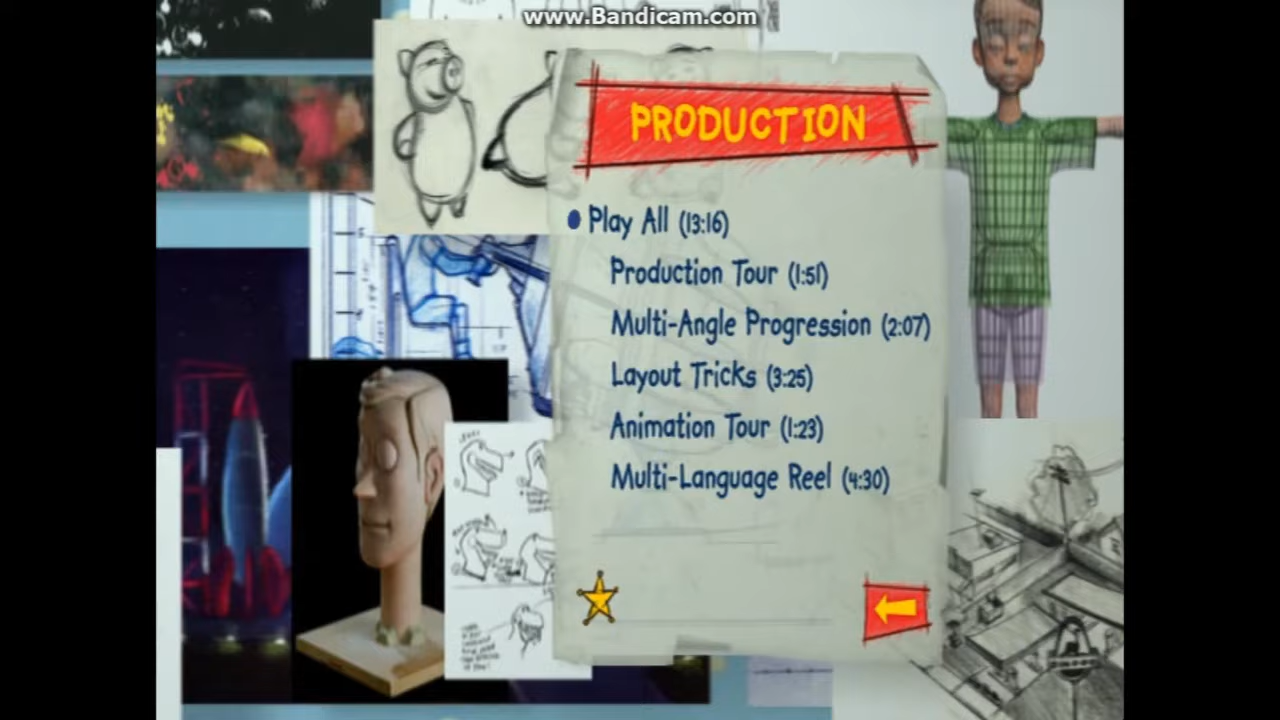 www.Bandicam.com
PRODUCTION
Play All (13:16)
Production Tour (1:51)
Multi-Angle Progression (2:07)
Layout Tricks (3:25)
Animation Tour (1:23)
Multi-Language Reel (4:30)